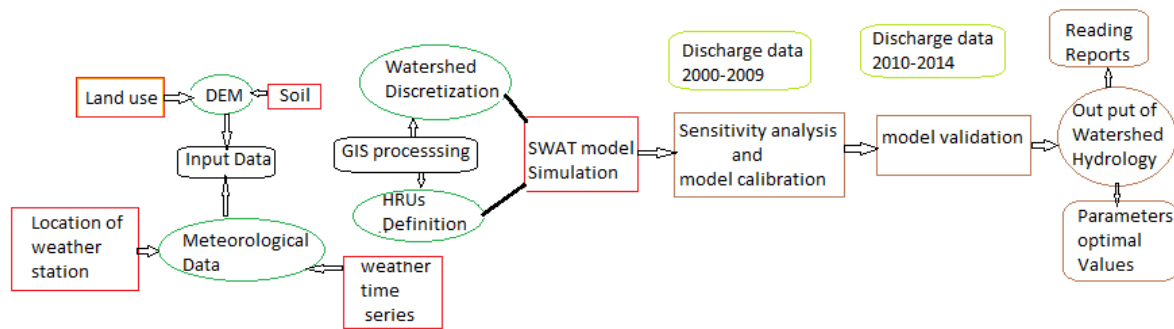 Land use
DEM
Soil
Input Data
Location of
weather
station
Meteorological
Data
weather
time
series
Watershed
Discretization
GIS processsing
HRUs
Definition
SWAT model
Simulation
Discharge data
2000-2009
Sensitivity analysis
and
model calibration
Discharge data
2010-2014
model validation
Reading
Reports
Out put of
Watershed
Hydrology
Parameters
optimal
Values